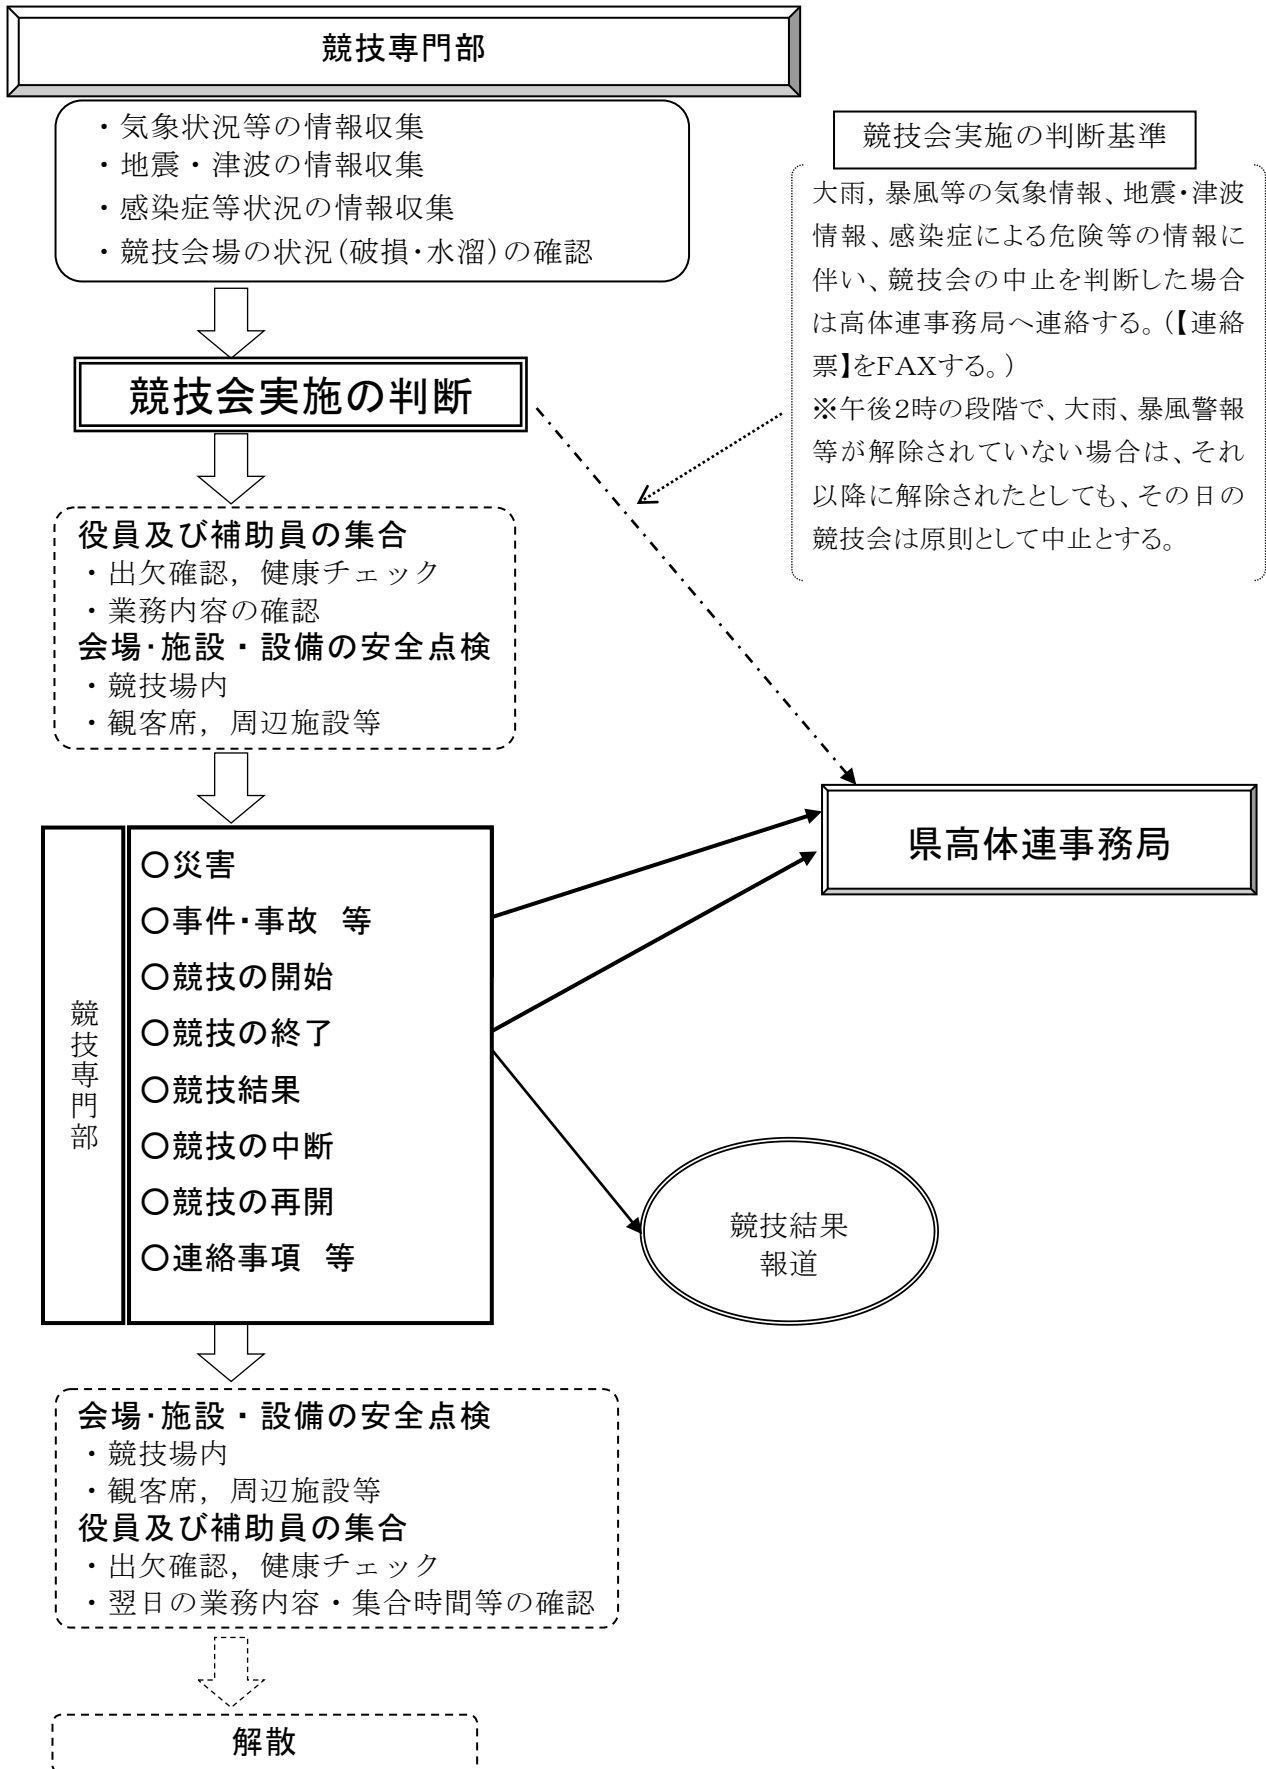 競技専門部
・気象状況等の情報収集
・地震・津波の情報収集
・感染症等状況の情報収集
・競技会場の状況(破損・水溜)の確認
競技会実施の判断基準
大雨,暴風等の気象情報、地震・津波
情報、感染症による危険等の情報に
伴い、競技会の中止を判断した場合
は高体連事務局へ連絡する。(【連絡
票】をFAXする。)
※午後2時の段階で、大雨、暴風警報
等が解除されていない場合は、それ
以降に解除されたとしても、その日の
競技会は原則として中止とする。
競技会実施の判断
役員及び補助員の集合
・出欠確認,健康チェック
・業務内容の確認
会場・施設・設備の安全点検
・競技場内
・観客席,周辺施設等
県高体連事務局
競技専門部
○災害
○事件・事故 等
○競技の開始
○競技の終了
○競技結果
○競技の中断
○競技の再開
○連絡事項 等
競技結果
報道
会場・施設・設備の安全点検
・競技場内
・観客席,周辺施設等
役員及び補助員の集合
・出欠確認,健康チェック
・翌日の業務内容・集合時間等の確認
解散